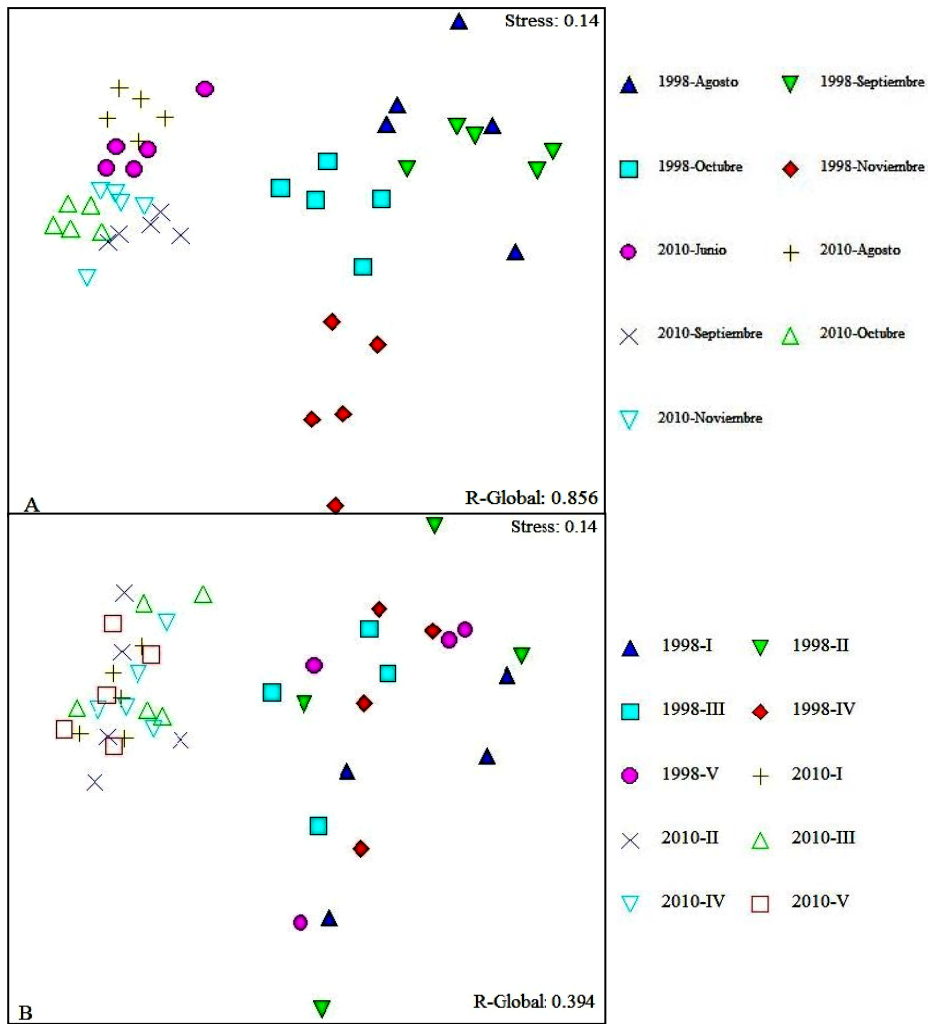 Stress: 0.14
1998-Agosto 1998-Septiembre
1998-Octubre 1998-Noviembre
2010-Junio 2010-Agosto
2010-Septiembre 2010-Octubre
2010-Noviembre
A R-Global: 0.856
Stress: 0.14
1998-I 1998-II
1998-III 1998-IV
1998-V 2010-I
2010-II 2010-III
2010-IV 2010-V
B R-Global: 0.394